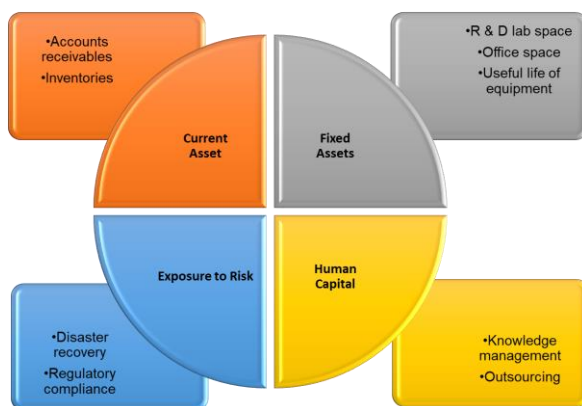 •Accounts
receivables
•Inventories
•R & D lab space
•Office space
•Useful life of
equipment
Current
Asset
Fixed
Assets
Exposure to Risk
Human
Capital
•Disaster
recovery
•Regulatory
compliance
•Knowledge
management
•Outsourcing